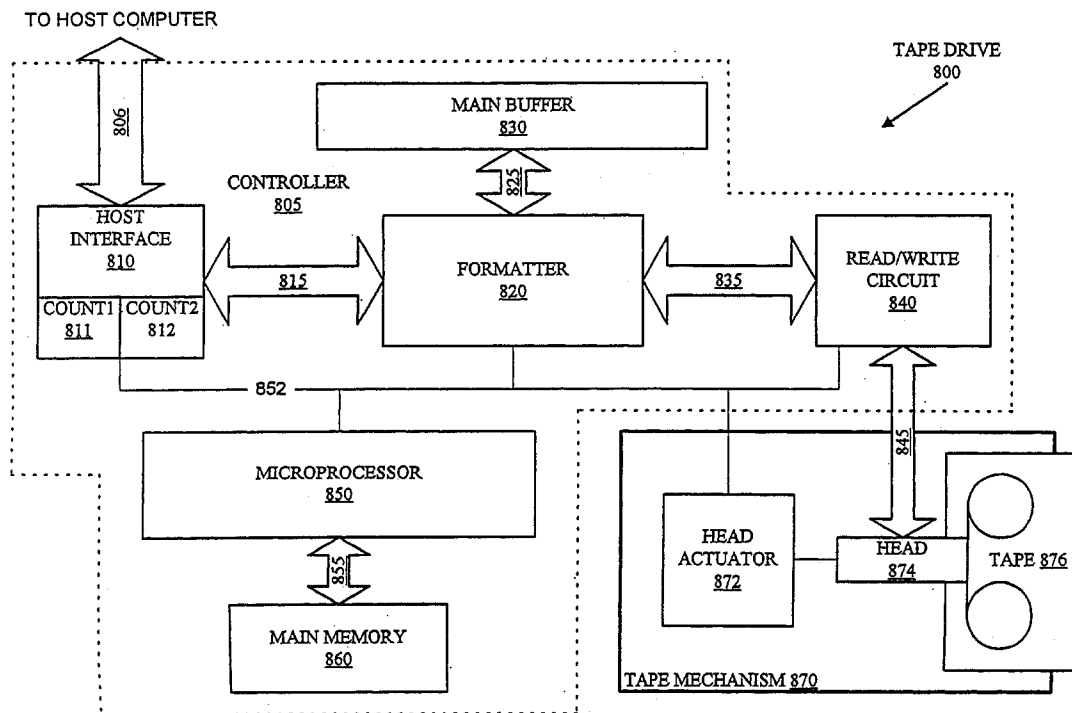 TO HOST COMPUTER
TAPE DRIVE
800
806
MAIN BUFFER
830
825
CONTROLLER
805
HOST
INTERFACE
810
COUNT1
811
COUNT2
812
815
FORMATTER
820
835
READ/WRITE
CIRCUIT
840
852
845
MICROPROCESSOR
850
855
MAIN MEMORY
860
HEAD
ACTUATOR
872
HEAD
874
TAPE 876
TAPE MECHANISM 870